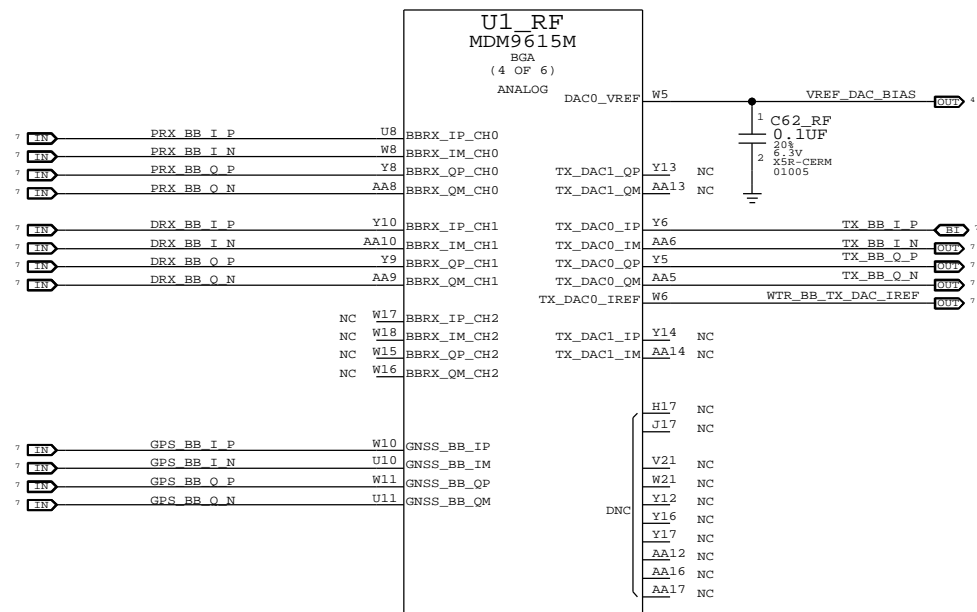 U1_RF
MDM9615M
BGA
(4 OF 6)
ANALOG
DAC0_VREF W5 VREF_DAC_BIAS OUT 4
1 C62_RF
0.1UF
20%
6.3V
2 X5R-CERM
01005
7 IN PRX_BB_I_P U8 BBRX_IP_CH0
7 IN PRX_BB_I_N W8 BBRX_IM_CH0
7 IN PRX_BB_Q_P Y8 BBRX_QP_CH0 TX_DAC1_QP Y13 NC
7 IN PRX_BB_Q_N AA8 BBRX_QM_CH0 TX_DAC1_QM AA13 NC
7 IN DRX_BB_I_P Y10 BBRX_IP_CH1 TX_DAC0_IP Y6 TX_BB_I_P BI 7
7 IN DRX_BB_I_N AA10 BBRX_IM_CH1 TX_DAC0_IM AA6 TX_BB_I_N OUT 7
7 IN DRX_BB_Q_P Y9 BBRX_QP_CH1 TX_DAC0_QP Y5 TX_BB_Q_P OUT 7
7 IN DRX_BB_Q_N AA9 BBRX_QM_CH1 TX_DAC0_QM AA5 TX_BB_Q_N OUT 7
TX_DAC0_IREF W6 WTR_BB_TX_DAC_IREF OUT 7
NC W17 BBRX_IP_CH2
NC W18 BBRX_IM_CH2 TX_DAC1_IP Y14 NC
NC W15 BBRX_QP_CH2 TX_DAC1_IM AA14 NC
NC W16 BBRX_QM_CH2
H17 NC
J17 NC
7 IN GPS_BB_I_P W10 GNSS_BB_IP
7 IN GPS_BB_I_N U10 GNSS_BB_IM V21 NC
7 IN GPS_BB_Q_P W11 GNSS_BB_QP W21 NC
7 IN GPS_BB_Q_N U11 GNSS_BB_QM Y12 NC
DNC Y16 NC
Y17 NC
AA12 NC
AA16 NC
AA17 NC